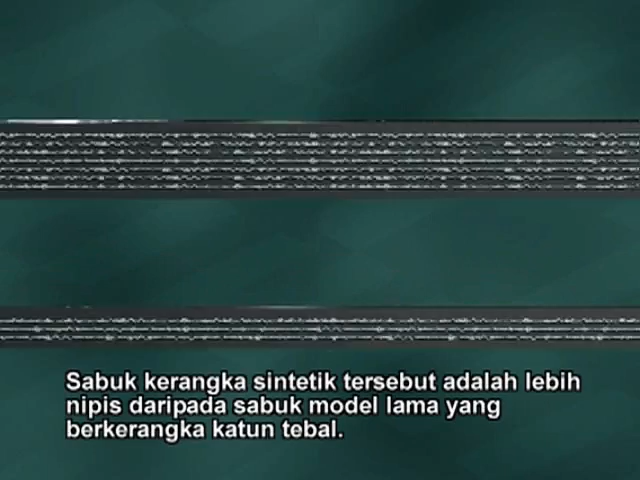 Sabuk kerangka sintetik tersebut adalah lebih
nipis daripada sabuk model lama yang
berkerangka katun tebal.